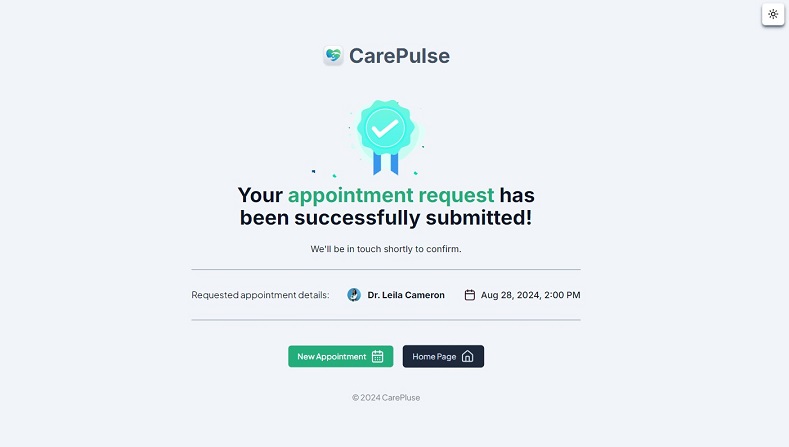 CarePulse
Your appointment request has
been successfully submitted!
We'll be in touch shortly to confirm.
Requested appointment details: Dr. Leila Cameron Aug 28, 2024, 2:00 PM
New Appointment Home Page
© 2024 CarePluse